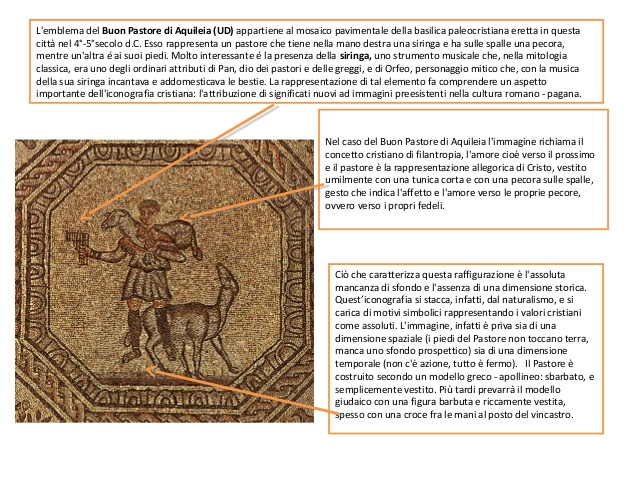 L'emblema del Buon Pastore di Aquileia (UD) appartiene al mosaico pavimentale della basilica paleocristiana eretta in questa
città nel 4°-5°secolo d.C. Esso rappresenta un pastore che tiene nella mano destra una siringa e ha sulle spalle una pecora,
mentre un'altra é ai suoi piedi. Molto interessante é la presenza della siringa, uno strumento musicale che, nella mitologia
classica, era uno degli ordinari attributi di Pan, dio dei pastori e delle greggi, e di Orfeo, personaggio mitico che, con la musica
della sua siringa incantava e addomesticava le bestie. La rappresentazione di tal elemento fa comprendere un aspetto
importante dell'iconografia cristiana: l'attribuzione di significati nuovi ad immagini preesistenti nella cultura romano - pagana.
Nel caso del Buon Pastore di Aquileia l'immagine richiama il
concetto cristiano di filantropia, l'amore cioè verso il prossimo
e il pastore è la rappresentazione allegorica di Cristo, vestito
umilmente con una tunica corta e con una pecora sulle spalle,
gesto che indica l'affetto e l'amore verso le proprie pecore,
ovvero verso i propri fedeli.
Ciò che caratterizza questa raffigurazione è l'assoluta
mancanza di sfondo e l'assenza di una dimensione storica.
Quest'iconografia si stacca, infatti, dal naturalismo, e si
carica di motivi simbolici rappresentando i valori cristiani
come assoluti. L'immagine, infatti è priva sia di una
dimensione spaziale (i piedi del Pastore non toccano terra,
manca uno sfondo prospettico) sia di una dimensione
temporale (non c'è azione, tutto è fermo). Il Pastore è
costruito secondo un modello greco - apollineo: sbarbato, e
semplicemente vestito. Più tardi prevarrà il modello
giudaico con una figura barbuta e riccamente vestita,
spesso con una croce fra le mani al posto del vincastro.